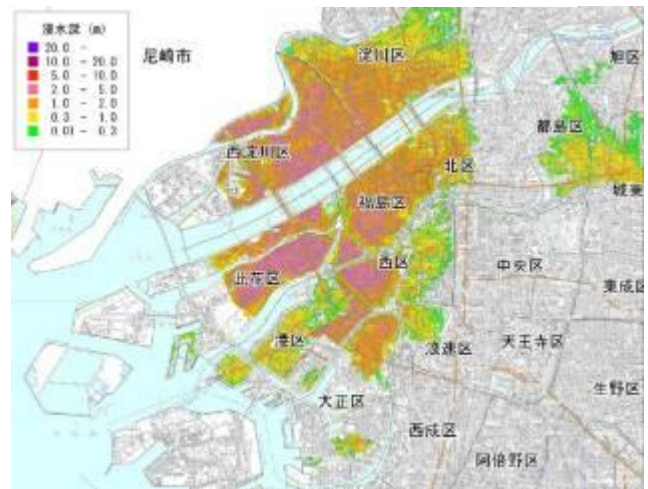 浸水深 (m)
20.0 -
10.0 - 20.0
5.0 - 10.0
2.0 - 5.0
1.0 - 2.0
0.3 - 1.0
0.01 - 0.3
尼崎市
淀川区
旭区
都島区
西淀川区
北区
城東
福島区
此花区
西区
中央区
東成区
港区
浪速区
天王寺区
生野区
大正区
西成区
阿倍野区